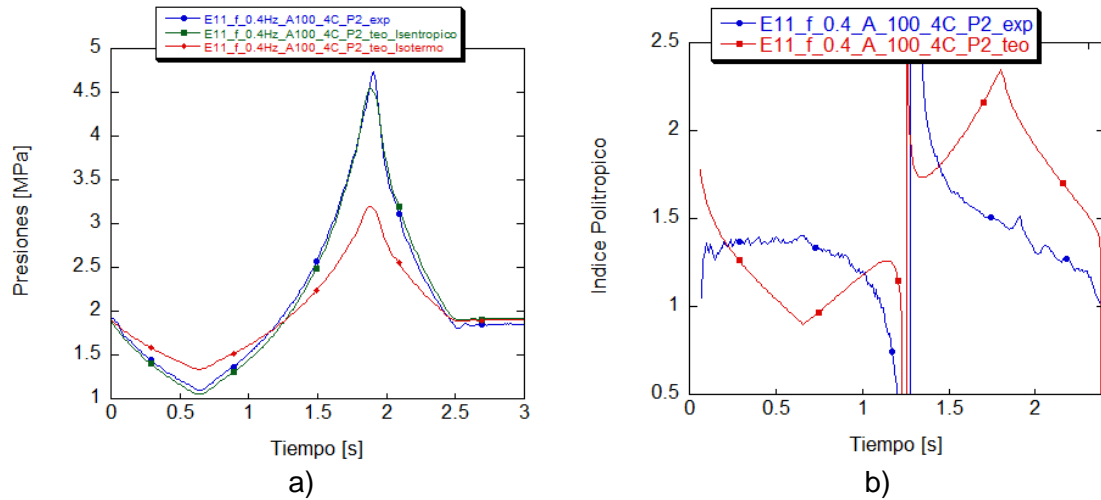 E11_f_0.4Hz_A100_4C_P2_exp
E11_f_0.4Hz_A100_4C_P2_teo_Isentropico
E11_f_0.4Hz_A100_4C_P2_teo_Isotermo
Presiones [MPa]
5
4.5
4
3.5
3
2.5
2
1.5
1
0 0.5 1 1.5 2 2.5 3
Tiempo [s]
a)
E11_f_0.4_A_100_4C_P2_exp
E11_f_0.4_A_100_4C_P2_teo
Indice Politropico
2.5
2
1.5
1
0.5
0 0.5 1 1.5 2
Tiempo [s]
b)